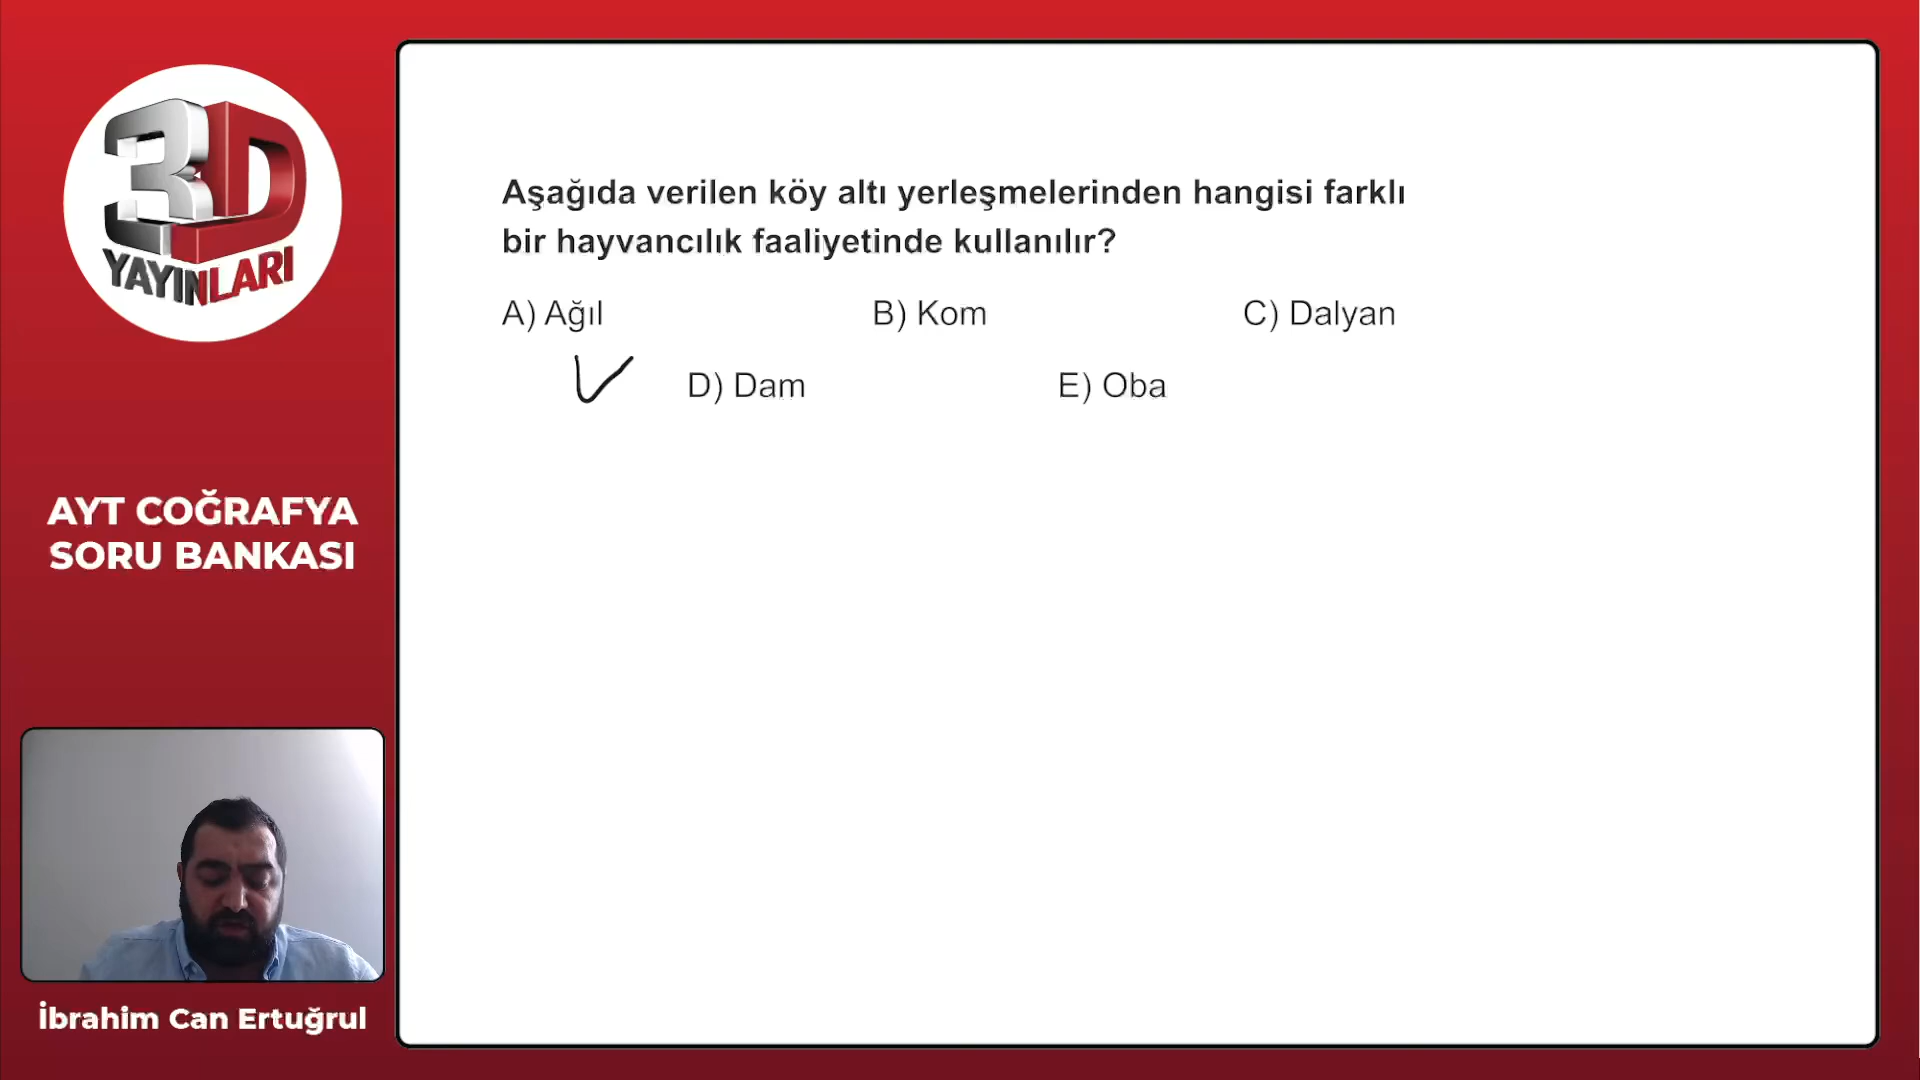 3D
YAYINLARI
AYT COĞRAFYA
SORU BANKASI
İbrahim Can Ertuğrul
Aşağıda verilen köy altı yerleşmelerinden hangisi farklı
bir hayvancılık faaliyetinde kullanılır?
A) Ağıl B) Kom C) Dalyan
D) Dam E) Oba